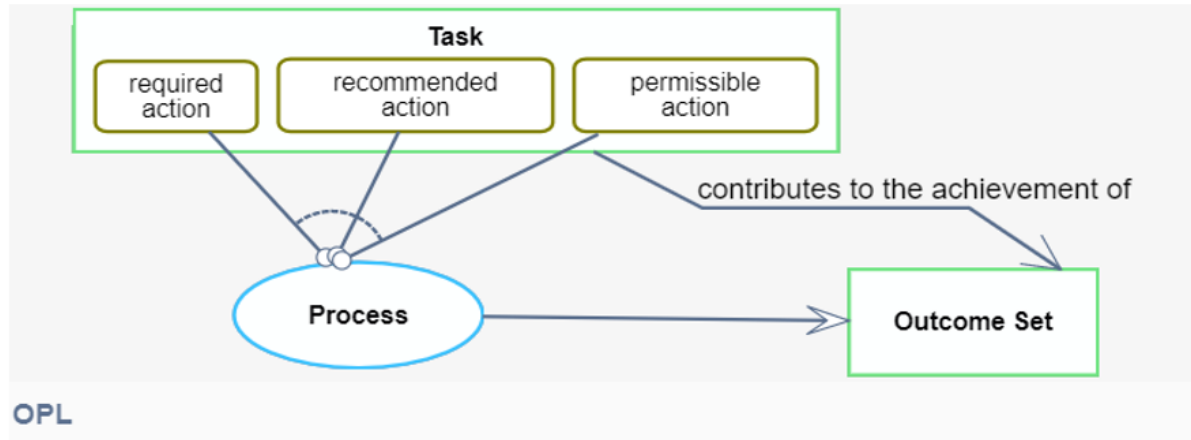 Task
required
action
recommended
action
permissible
action
contributes to the achievement of
Process
Outcome Set
OPL